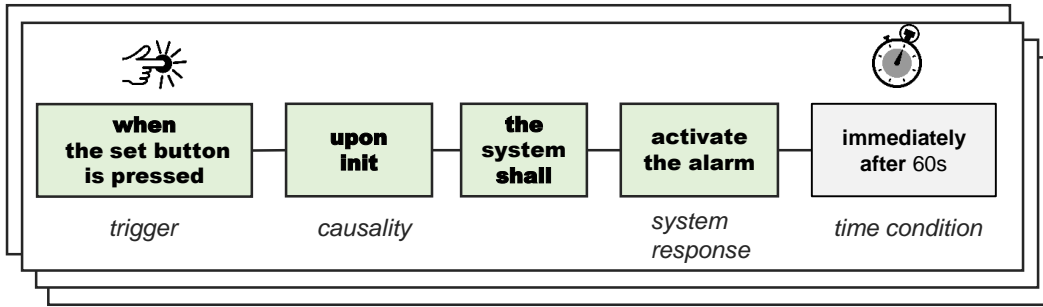 when
the set button
is pressed
upon
init
the
system
shall
activate
the alarm
immediately
after 60s
trigger
causality
system
response
time condition